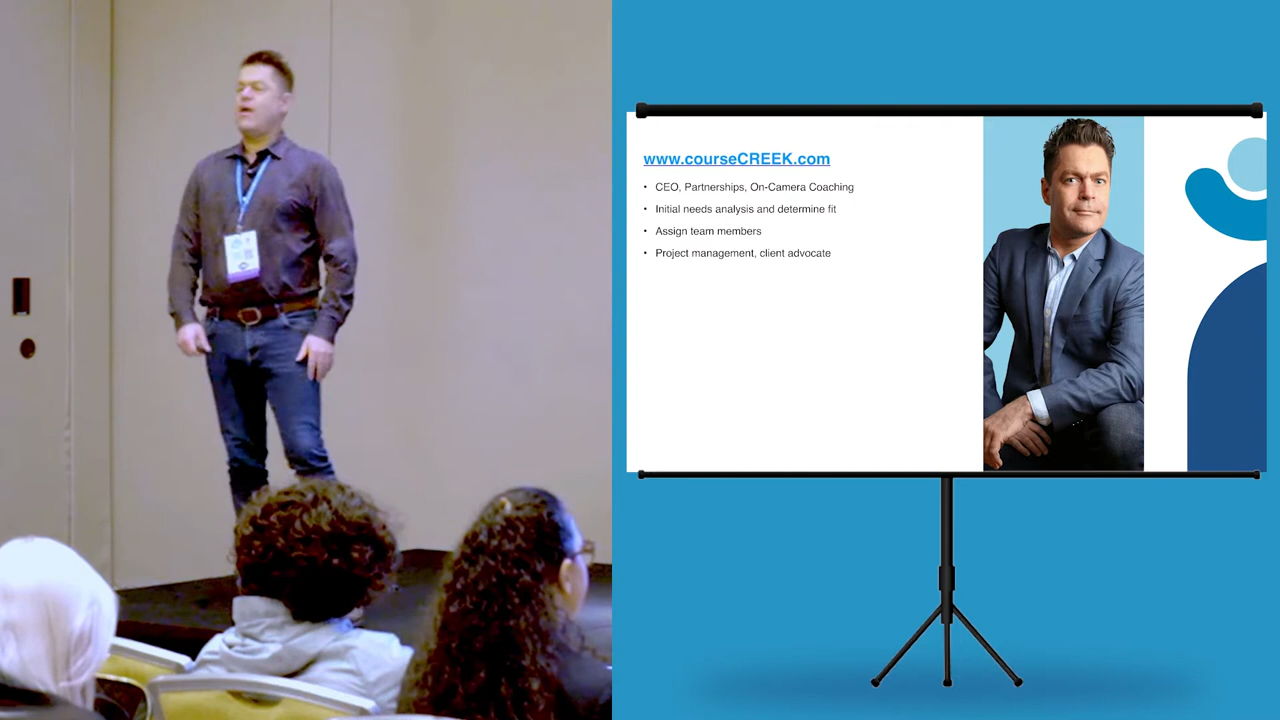 www.courseCREEK.com
• CEO, Partnerships, On-Camera Coaching
• Initial needs analysis and determine fit
• Assign team members
• Project management, client advocate